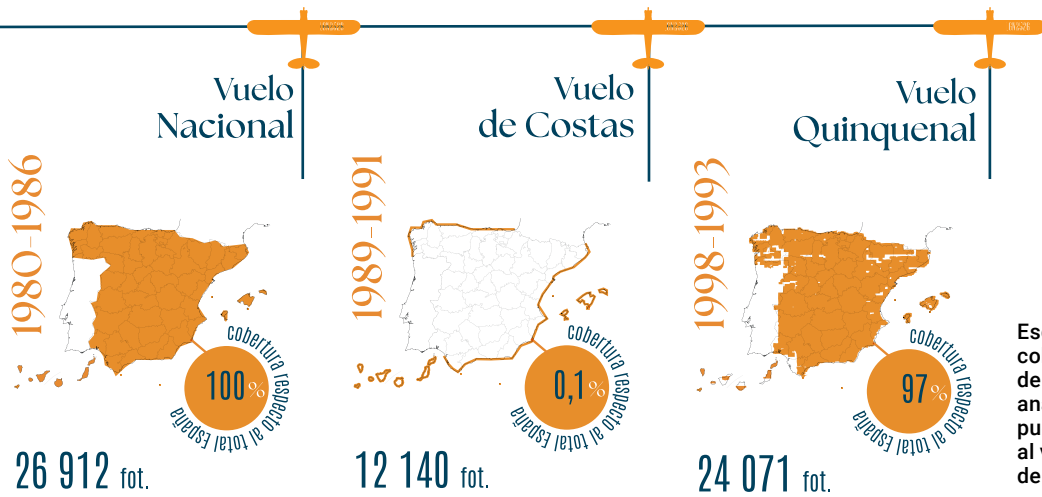 Vuelo
Nacional
1980-1986
cobertura respecto al total España
100%
26 912 fot.
Vuelo
de Costas
1989-1991
cobertura respecto al total España
0,1%
12 140 fot.
Vuelo
Quinquenal
1998-1993
cobertura respecto al total España
97%
24 071 fot.